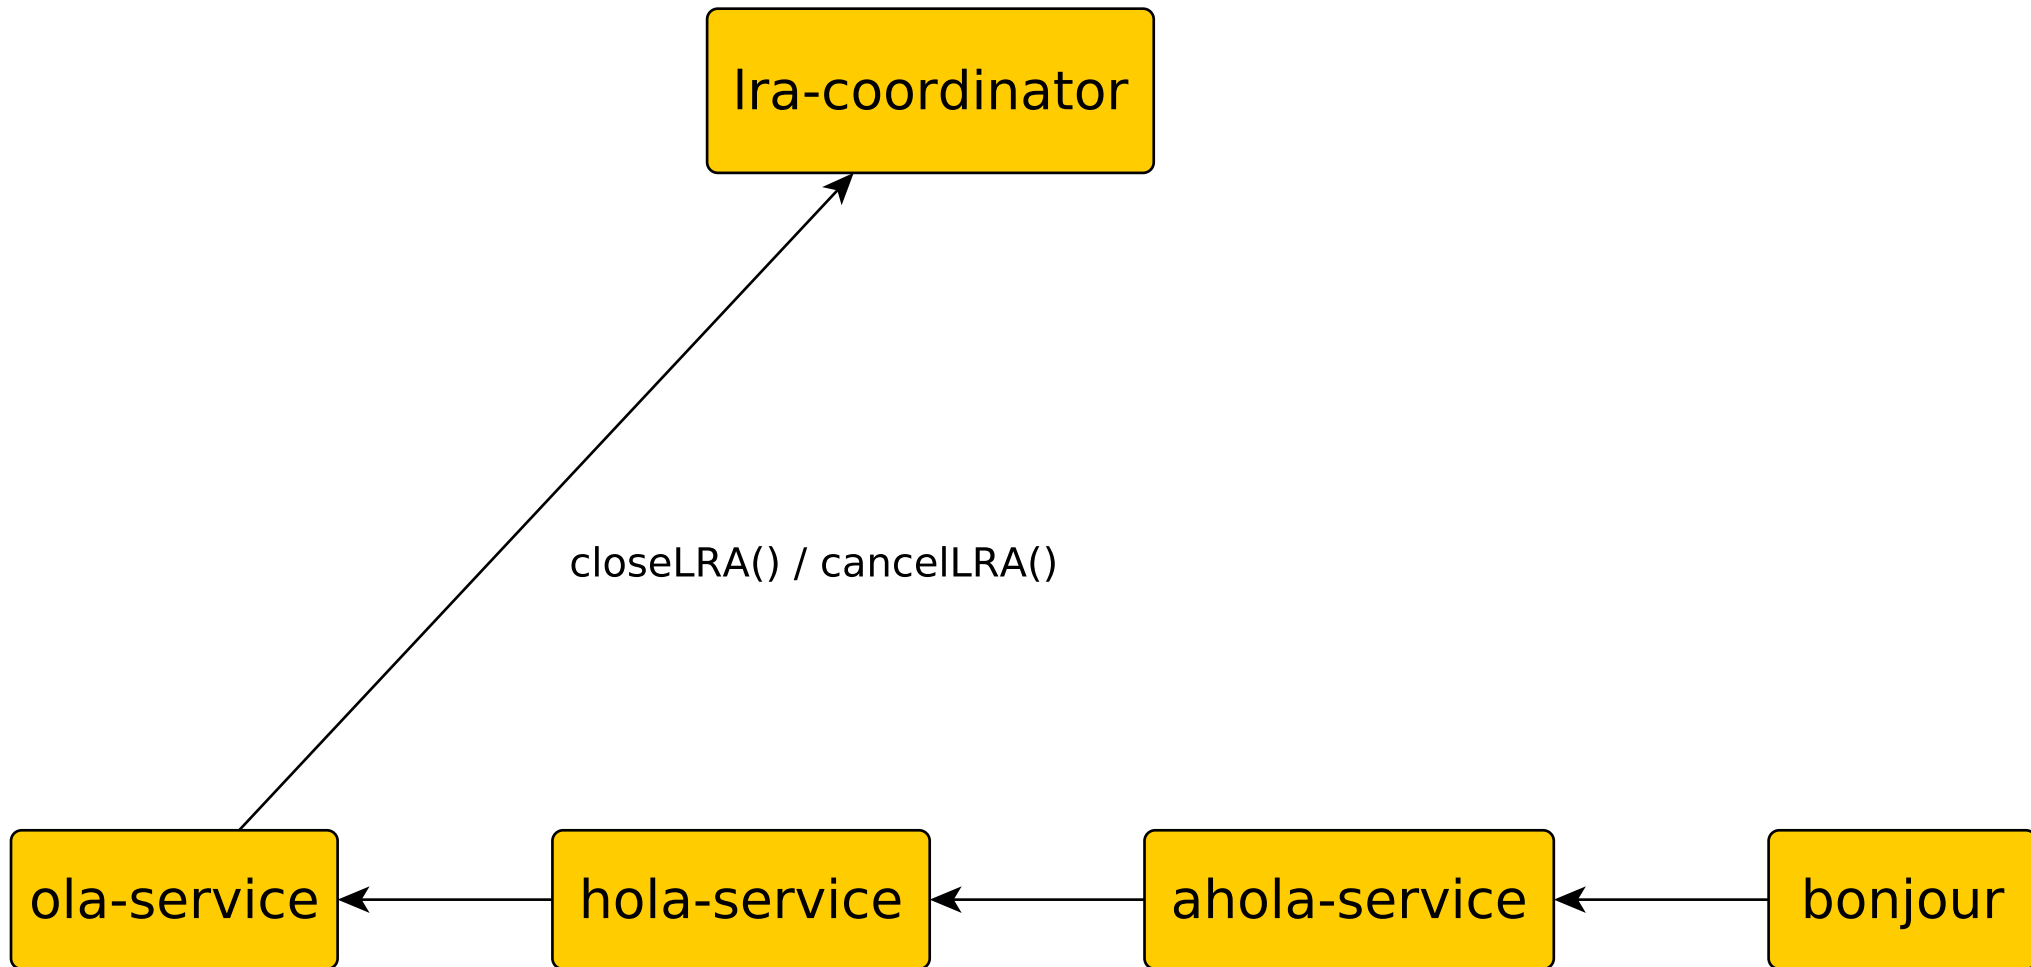 lra-coordinator
closeLRA() / cancelLRA()
ola-service
hola-service
ahola-service
bonjour